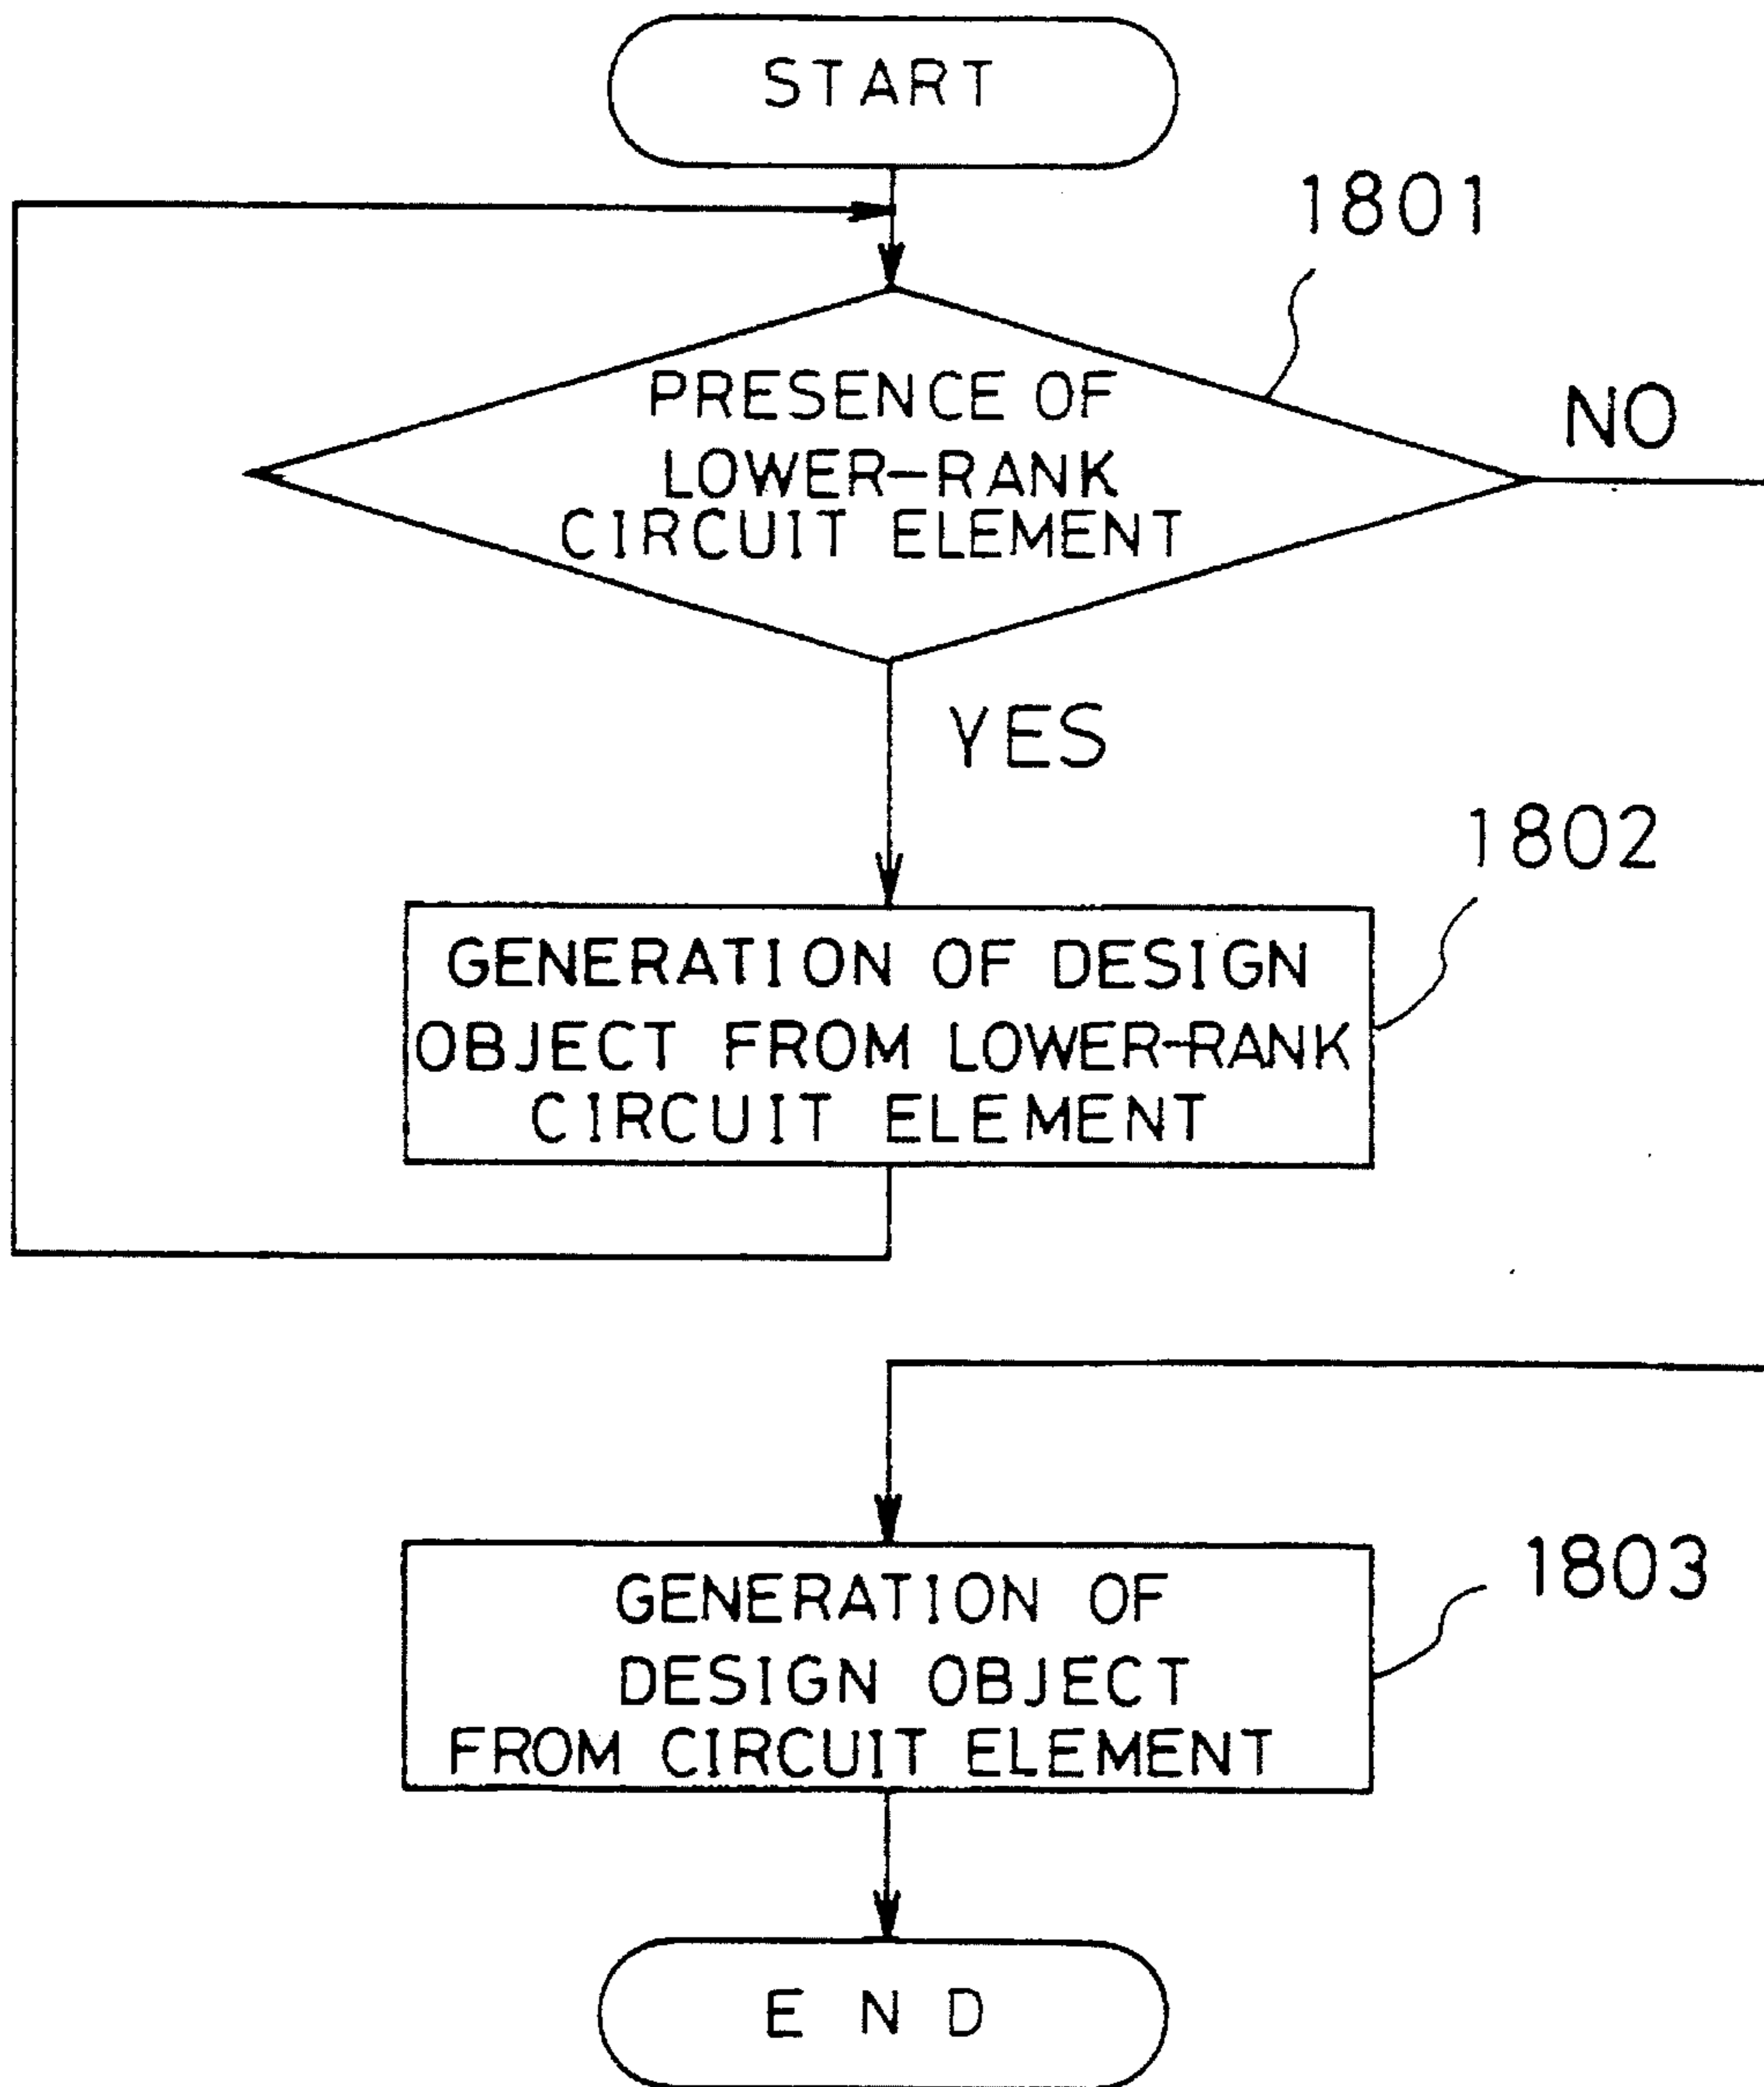 START
1801
PRESENCE OF
LOWER-RANK
CIRCUIT ELEMENT
NO
YES
1802
GENERATION OF DESIGN
OBJECT FROM LOWER-RANK
CIRCUIT ELEMENT
1803
GENERATION OF
DESIGN OBJECT
FROM CIRCUIT ELEMENT
END